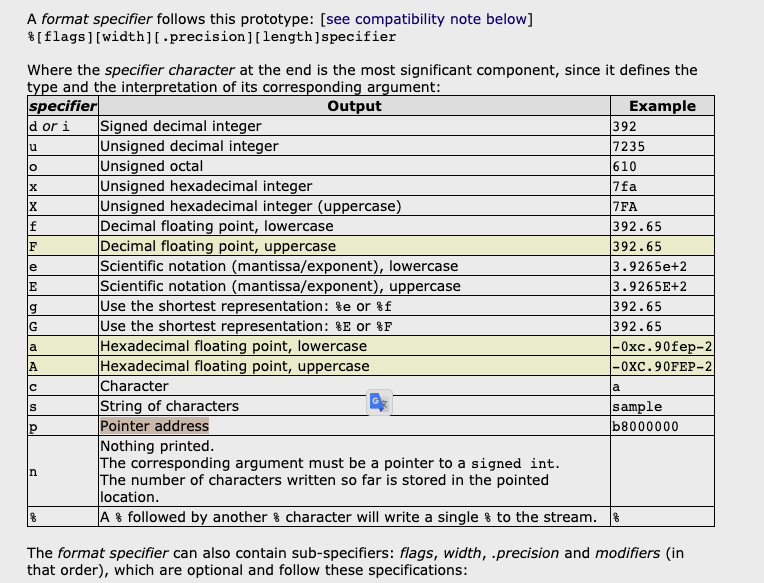 A format specifier follows this prototype: [see compatibility note below]
%[flags][width][.precision][length]specifier
Where the specifier character at the end is the most significant component, since it defines the
type and the interpretation of its corresponding argument:
specifier Output Example
d or i Signed decimal integer 392
u Unsigned decimal integer 7235
o Unsigned octal 610
x Unsigned hexadecimal integer 7fa
X Unsigned hexadecimal integer (uppercase) 7FA
f Decimal floating point, lowercase 392.65
F Decimal floating point, uppercase 392.65
e Scientific notation (mantissa/exponent), lowercase 3.9265e+2
E Scientific notation (mantissa/exponent), uppercase 3.9265E+2
g Use the shortest representation: %e or %f 392.65
G Use the shortest representation: %E or %F 392.65
a Hexadecimal floating point, lowercase -0xc.90fep-2
A Hexadecimal floating point, uppercase -0XC.90FEP-2
c Character a
s String of characters sample
p Pointer address b8000000
Nothing printed.
The corresponding argument must be a pointer to a signed int.
n The number of characters written so far is stored in the pointed
location.
% A % followed by another % character will write a single % to the stream. %
The format specifier can also contain sub-specifiers: flags, width, .precision and modifiers (in
that order), which are optional and follow these specifications: